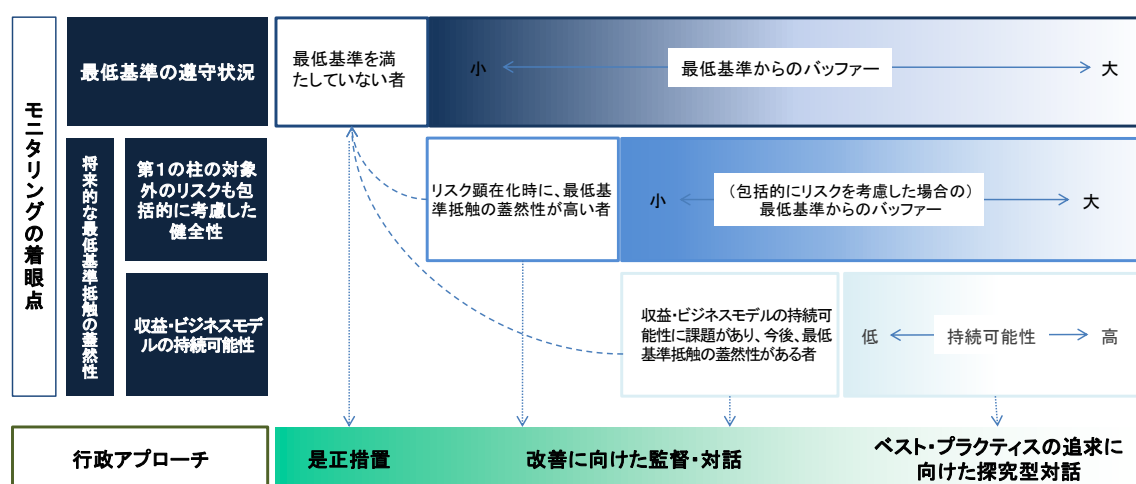 モニタリングの着眼点
最低基準の遵守状況
最低基準を満
たしていない者
小
最低基準からのバッファー
大
将来的な最低基準抵触の蓋然性
第1の柱の対象
外のリスクも包
括的に考慮した
健全性
リスク顕在化時に、最低基
準抵触の蓋然性が高い者
小
（包括的にリスクを考慮した場合の）
最低基準からのバッファー
大
収益・ビジネスモデ
ルの持続可能性
収益・ビジネスモデルの持続可
能性に課題があり、今後、最低
基準抵触の蓋然性がある者
低
持続可能性
高
行政アプローチ
是正措置
改善に向けた監督・対話
ベスト・プラクティスの追求に
向けた探究型対話